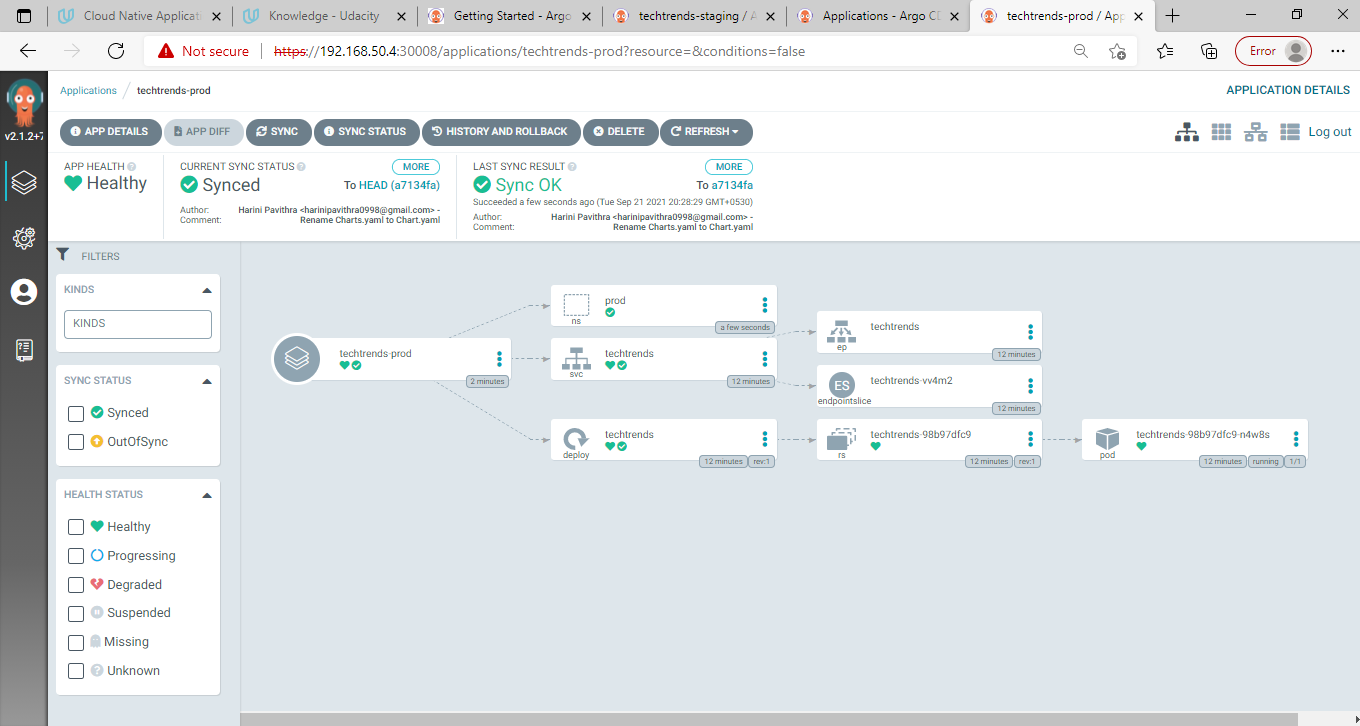 Cloud Native Applicati
Knowledge - Udacity
Getting Started - Argo
techtrends-staging / A
Applications - Argo CD
techtrends-prod / App
Not secure
https://192.168.50.4:30008/applications/techtrends-prod?resource=&conditions=false
Error
v2.1.2+7
Applications / techtrends-prod
APPLICATION DETAILS
APP DETAILS
APP DIFF
SYNC
SYNC STATUS
HISTORY AND ROLLBACK
DELETE
REFRESH
Log out
APP HEALTH
Healthy
CURRENT SYNC STATUS
MORE
Synced
To HEAD (a7134fa)
Author: Harini Pavithra <harinipavithra0998@gmail.com> -
Comment: Rename Charts.yaml to Chart.yaml
LAST SYNC RESULT
MORE
Sync OK
To a7134fa
Succeeded a few seconds ago (Tue Sep 21 2021 20:28:29 GMT+0530)
Author: Harini Pavithra <harinipavithra0998@gmail.com> -
Comment: Rename Charts.yaml to Chart.yaml
FILTERS
KINDS
KINDS
SYNC STATUS
Synced
OutOfSync
HEALTH STATUS
Healthy
Progressing
Degraded
Suspended
Missing
Unknown
techtrends-prod
2 minutes
prod
ns
a few seconds
techtrends
svc
12 minutes
techtrends
deploy
12 minutes
rev:1
techtrends
ep
12 minutes
ES
techtrends-vv4m2
endpointslice
12 minutes
techtrends-98b97dfc9
rs
12 minutes
rev:1
techtrends-98b97dfc9-n4w8s
pod
12 minutes
running
1/1